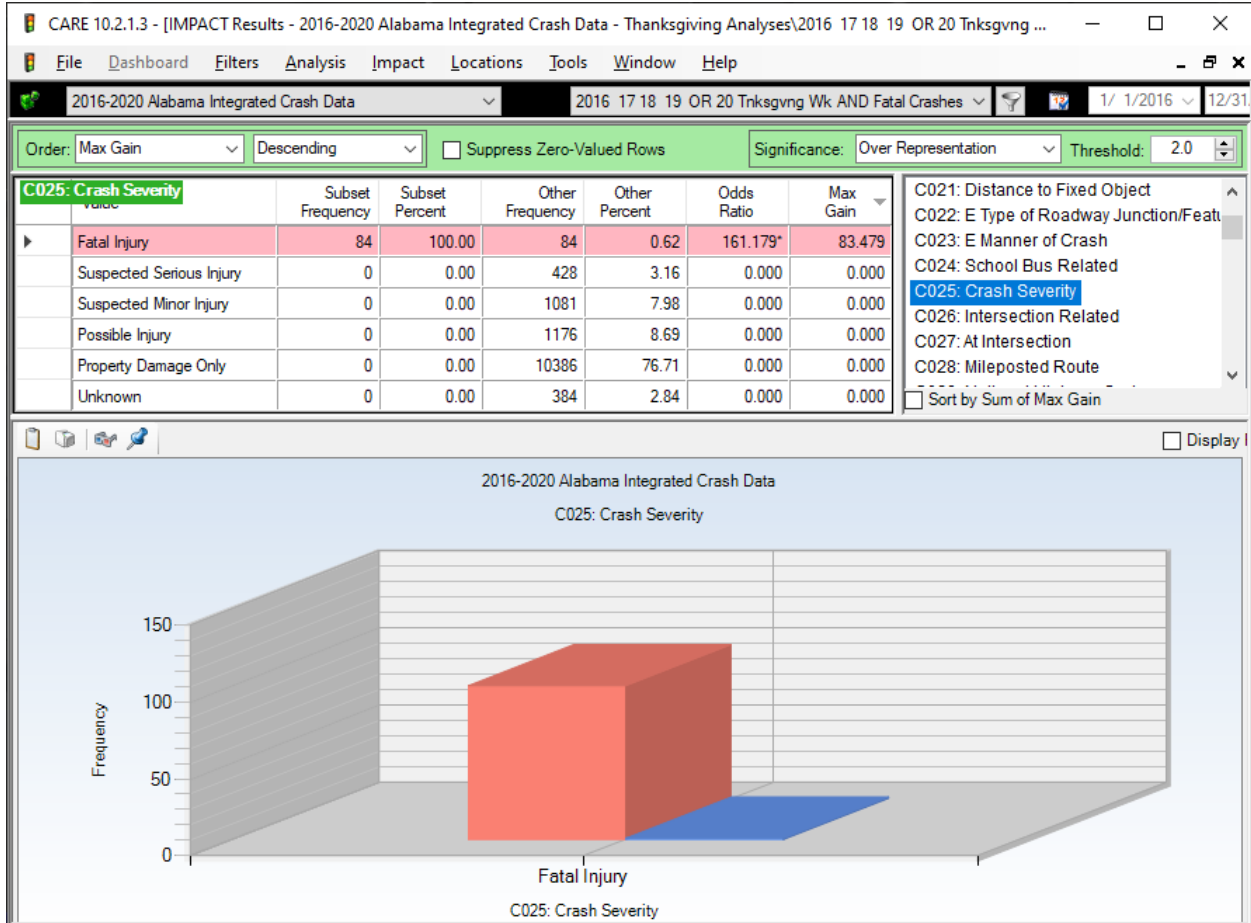 CARE 10.2.1.3 - [IMPACT Results - 2016-2020 Alabama Integrated Crash Data - Thanksgiving Analyses\2016 17 18 19 OR 20 Tnksgvng ...
File Dashboard Filters Analysis Impact Locations Tools Window Help
2016-2020 Alabama Integrated Crash Data 2016 17 18 19 OR 20 Tnksgvng Wk AND Fatal Crashes 12 1/ 1/2016 12/31
Order: Max Gain Descending Suppress Zero-Valued Rows Significance: Over Representation Threshold: 2.0
C025: Crash Severity Subset Frequency Subset Percent Other Frequency Other Percent Odds Ratio Max Gain
Fatal Injury 84 100.00 84 0.62 161.179* 83.479
Suspected Serious Injury 0 0.00 428 3.16 0.000 0.000
Suspected Minor Injury 0 0.00 1081 7.98 0.000 0.000
Possible Injury 0 0.00 1176 8.69 0.000 0.000
Property Damage Only 0 0.00 10386 76.71 0.000 0.000
Unknown 0 0.00 384 2.84 0.000 0.000
C021: Distance to Fixed Object
C022: E Type of Roadway Junction/Featu
C023: E Manner of Crash
C024: School Bus Related
C025: Crash Severity
C026: Intersection Related
C027: At Intersection
C028: Mileposted Route
Sort by Sum of Max Gain
Display
2016-2020 Alabama Integrated Crash Data
C025: Crash Severity
150
100
50
0
Frequency
Fatal Injury
C025: Crash Severity